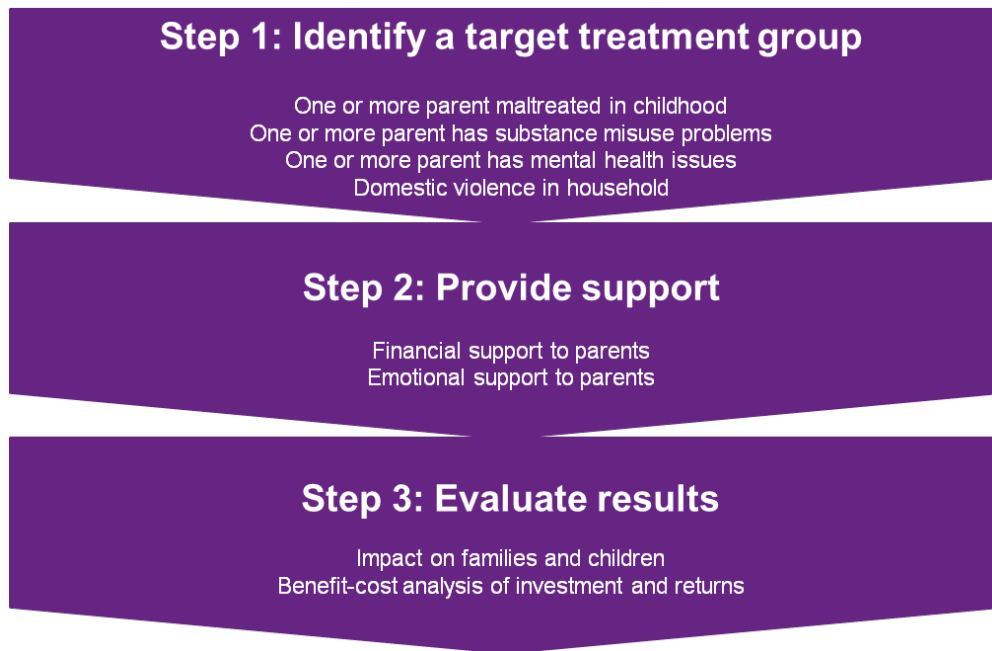 Step 1: Identify a target treatment group
One or more parent maltreated in childhood
One or more parent has substance misuse problems
One or more parent has mental health issues
Domestic violence in household
Step 2: Provide support
Financial support to parents
Emotional support to parents
Step 3: Evaluate results
Impact on families and children
Benefit-cost analysis of investment and returns